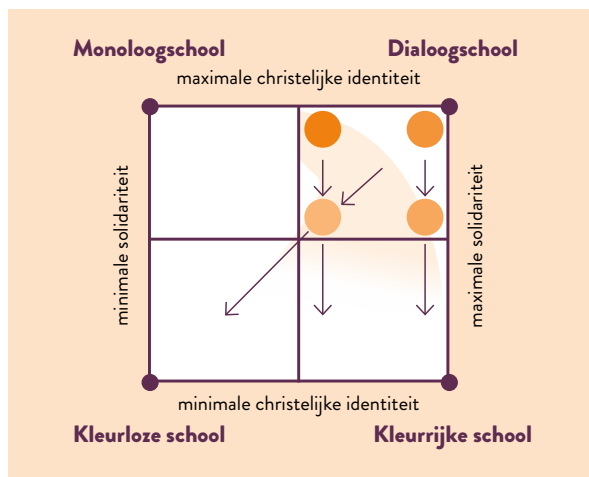 Monoloogschool
Dialoogschool
maximale christelijke identiteit
minimale solidariteit
maximale solidariteit
minimale christelijke identiteit
Kleurloze school
Kleurrijke school